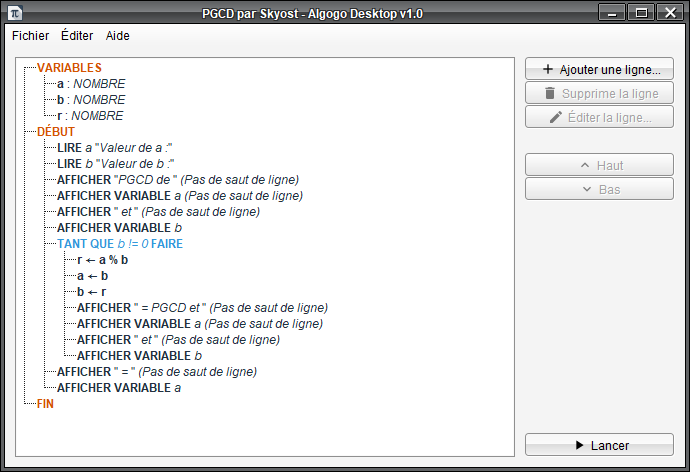 PGCD par Skyost - Algogo Desktop v1.0
Fichier Éditer Aide
VARIABLES
a : NOMBRE
b : NOMBRE
r : NOMBRE
DÉBUT
LIRE a "Valeur de a :"
LIRE b "Valeur de b :"
AFFICHER "PGCD de " (Pas de saut de ligne)
AFFICHER VARIABLE a (Pas de saut de ligne)
AFFICHER " et " (Pas de saut de ligne)
AFFICHER VARIABLE b
TANT QUE b != 0 FAIRE
r ← a % b
a ← b
b ← r
AFFICHER " = PGCD et " (Pas de saut de ligne)
AFFICHER VARIABLE a (Pas de saut de ligne)
AFFICHER " et " (Pas de saut de ligne)
AFFICHER VARIABLE b
AFFICHER " = " (Pas de saut de ligne)
AFFICHER VARIABLE a
FIN
Ajouter une ligne...
Supprime la ligne
Éditer la ligne...
Haut
Bas
Lancer